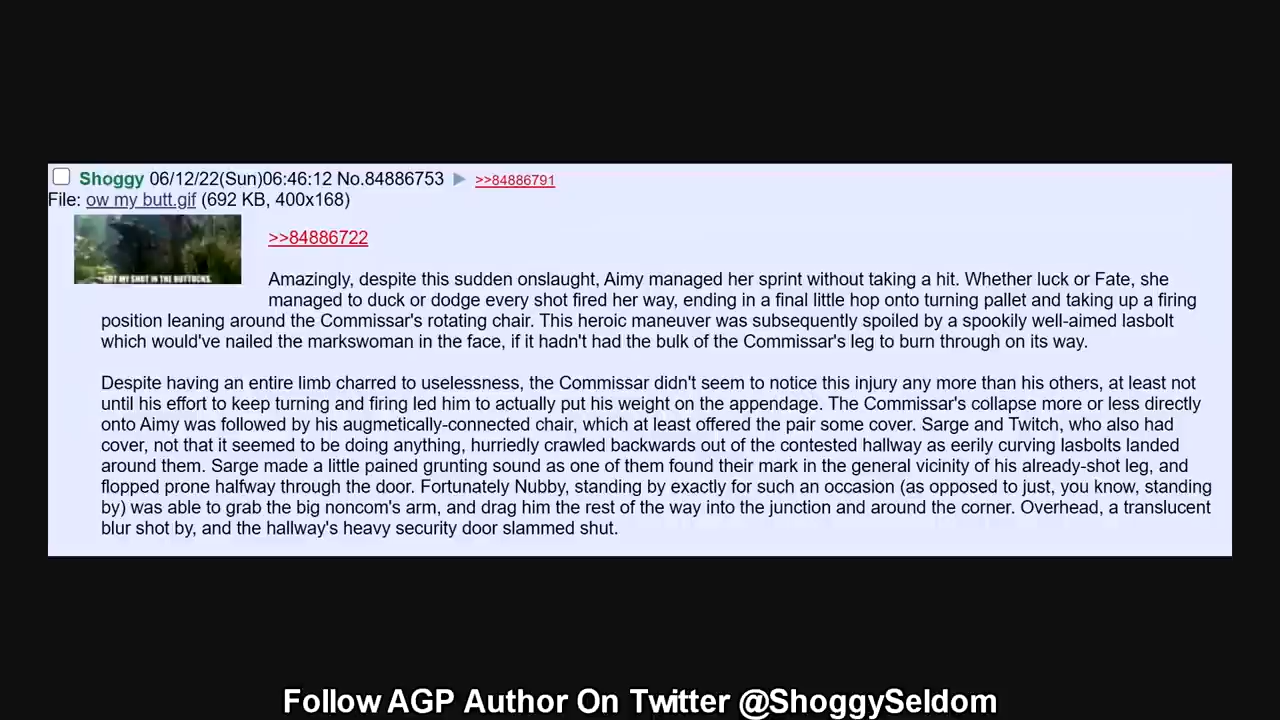 Shoggy 06/12/22(Sun)06:46:12 No.84886753 ▶ >>84886791
File: ow my butt.gif (692 KB, 400x168)
>>84886722
GOT MY SHOT IN THE BUTTOCKS.
Amazingly, despite this sudden onslaught, Aimy managed her sprint without taking a hit. Whether luck or Fate, she
managed to duck or dodge every shot fired her way, ending in a final little hop onto turning pallet and taking up a firing
position leaning around the Commissar's rotating chair. This heroic maneuver was subsequently spoiled by a spookily well-aimed lasbolt
which would've nailed the markswoman in the face, if it hadn't had the bulk of the Commissar's leg to burn through on its way.
Despite having an entire limb charred to uselessness, the Commissar didn't seem to notice this injury any more than his others, at least not
until his effort to keep turning and firing led him to actually put his weight on the appendage. The Commissar's collapse more or less directly
onto Aimy was followed by his augmetically-connected chair, which at least offered the pair some cover. Sarge and Twitch, who also had
cover, not that it seemed to be doing anything, hurriedly crawled backwards out of the contested hallway as eerily curving lasbolts landed
around them. Sarge made a little pained grunting sound as one of them found their mark in the general vicinity of his already-shot leg, and
flopped prone halfway through the door. Fortunately Nubby, standing by exactly for such an occasion (as opposed to just, you know, standing
by) was able to grab the big noncom's arm, and drag him the rest of the way into the junction and around the corner. Overhead, a translucent
blur shot by, and the hallway's heavy security door slammed shut.
Follow AGP Author On Twitter @ShoggySeldom